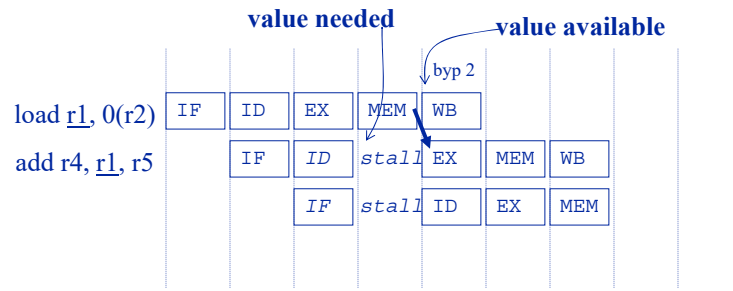 value needed
value available
byp 2
load r1, 0(r2) IF ID EX MEM WB
add r4, r1, r5 IF ID stall EX MEM WB
IF stall ID EX MEM